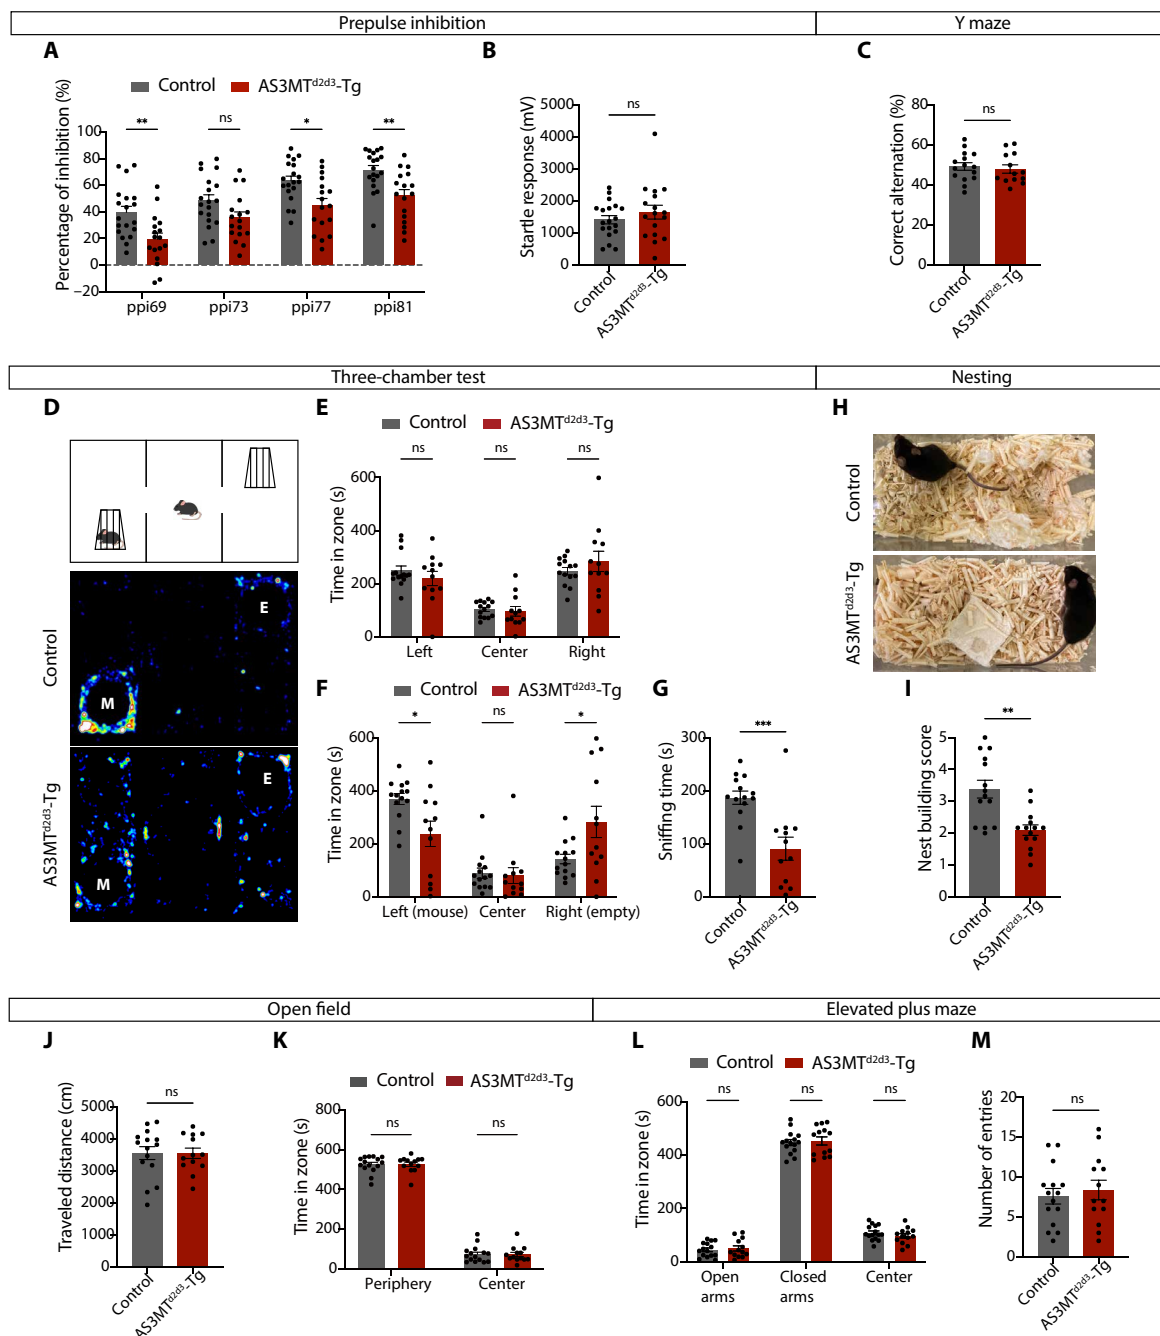 Prepulse inhibition
Y maze
A
Control
AS3MTd2d3-Tg
Percentage of inhibition (%)
100
80
60
40
20
0
−20
**
ns
*
**
ppi69
ppi73
ppi77
ppi81
B
Startle response (mV)
5000
4000
3000
2000
1000
0
ns
Control
AS3MTd2d3-Tg
C
Correct alternation (%)
80
60
40
20
0
ns
Control
AS3MTd2d3-Tg
Three-chamber test
Nesting
D
Control
E
M
AS3MTd2d3-Tg
E
M
E
Control
AS3MTd2d3-Tg
Time in zone (s)
600
400
200
0
ns
ns
ns
Left
Center
Right
F
Control
AS3MTd2d3-Tg
Time in zone (s)
600
400
200
0
*
ns
*
Left (mouse)
Center
Right (empty)
G
Sniffing time (s)
300
200
100
0
***
Control
AS3MTd2d3-Tg
H
Control
AS3MTd2d3-Tg
I
Nest building score
5
4
3
2
1
0
**
Control
AS3MTd2d3-Tg
Open field
Elevated plus maze
J
Traveled distance (cm)
5000
4000
3000
2000
1000
0
ns
Control
AS3MTd2d3-Tg
K
Control
AS3MTd2d3-Tg
Time in zone (s)
800
600
400
200
0
ns
ns
Periphery
Center
L
Control
AS3MTd2d3-Tg
Time in zone (s)
600
400
200
0
ns
ns
ns
Open
arms
Closed
arms
Center
M
Number of entries
20
15
10
5
0
ns
Control
AS3MTd2d3-Tg